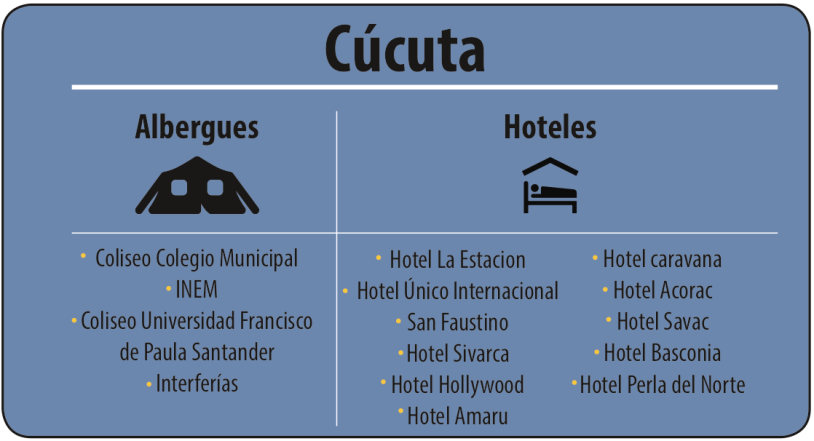 Cúcuta
Albergues
Coliseo Colegio Municipal
INEM
Coliseo Universidad Francisco
de Paula Santander
Interferías
Hoteles
Hotel La Estacion
Hotel Único Internacional
San Faustino
Hotel Sivarca
Hotel Hollywood
Hotel Amaru
Hotel caravana
Hotel Acorac
Hotel Savac
Hotel Basconia
Hotel Perla del Norte